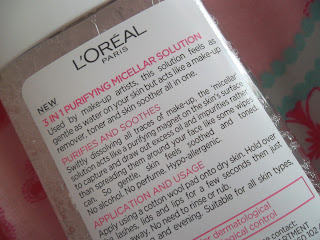 L'ORÉAL
PARIS
NEW
3 IN 1 PURIFYING MICELLAR SOLUTION
Used by make-up artists, this solution feels as
gentle as water on your skin but acts like a make-up
remover, toner and skin soother all in one.
PURIFIES AND SOOTHES
Swiftly dissolving all traces of make-up, the 'micellar'
solution acts like a purifying magnet on the skin's surface
to capture and draw out excess oil and impurities rather
than spreading them around your face like some wipes
can. So gentle, skin feels soothed and toned.
No alcohol. No perfume. Hypo-allergenic.
APPLICATION AND USAGE
Apply using a cotton wool pad onto dry skin. Hold over
lashes, lids and lips for a few seconds then just
away. No need to rinse or rub.
and evening. Suitable for all skin types.
dermatological
control
contact: